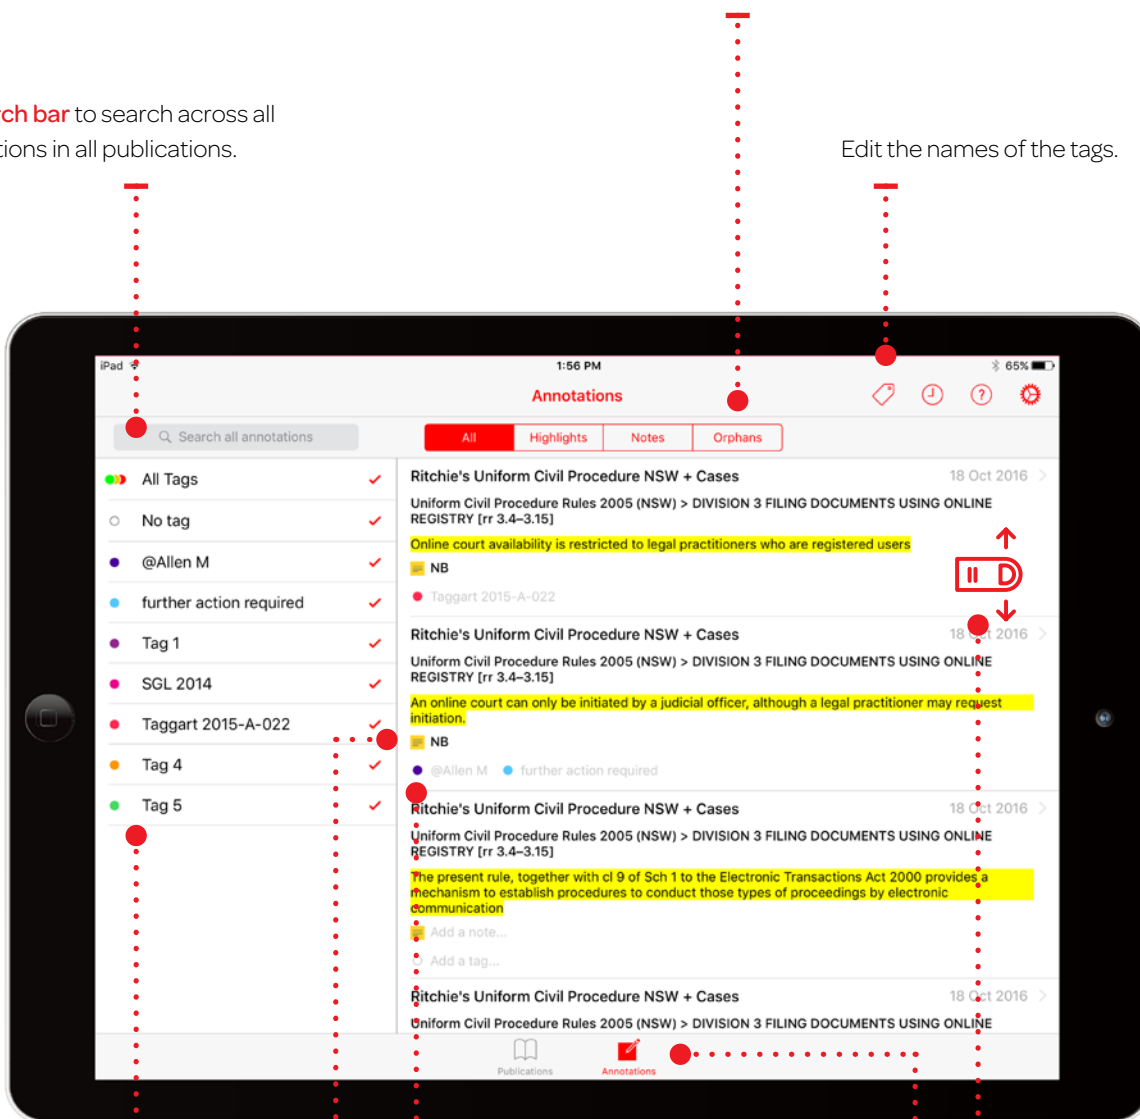 bar to search across all
in all publications.
Edit the names of the tags.
iPad
1:56 PM
65%
Annotations
Search all annotations
All
Highlights
Notes
Orphans
All Tags
No tag
@Allen M
further action required
Tag 1
SGL 2014
Taggart 2015-A-022
Tag 4
Tag 5
Ritchie's Uniform Civil Procedure NSW + Cases
18 Oct 2016
Uniform Civil Procedure Rules 2005 (NSW) > DIVISION 3 FILING DOCUMENTS USING ONLINE
REGISTRY [rr 3.4–3.15]
Online court availability is restricted to legal practitioners who are registered users
NB
Taggart 2015-A-022
Ritchie's Uniform Civil Procedure NSW + Cases
18 Oct 2016
Uniform Civil Procedure Rules 2005 (NSW) > DIVISION 3 FILING DOCUMENTS USING ONLINE
REGISTRY [rr 3.4–3.15]
An online court can only be initiated by a judicial officer, although a legal practitioner may request
initiation.
NB
@Allen M
further action required
Ritchie's Uniform Civil Procedure NSW + Cases
18 Oct 2016
Uniform Civil Procedure Rules 2005 (NSW) > DIVISION 3 FILING DOCUMENTS USING ONLINE
REGISTRY [rr 3.4–3.15]
The present rule, together with cl 9 of Sch 1 to the Electronic Transactions Act 2000 provides a
mechanism to establish procedures to conduct those types of proceedings by electronic
communication
Add a note...
Add a tag...
Ritchie's Uniform Civil Procedure NSW + Cases
18 Oct 2016
Uniform Civil Procedure Rules 2005 (NSW) > DIVISION 3 FILING DOCUMENTS USING ONLINE
Publications
Annotations